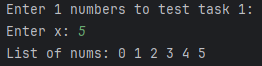 Enter 1 numbers to test task 1:
Enter x: 5
List of nums: 0 1 2 3 4 5